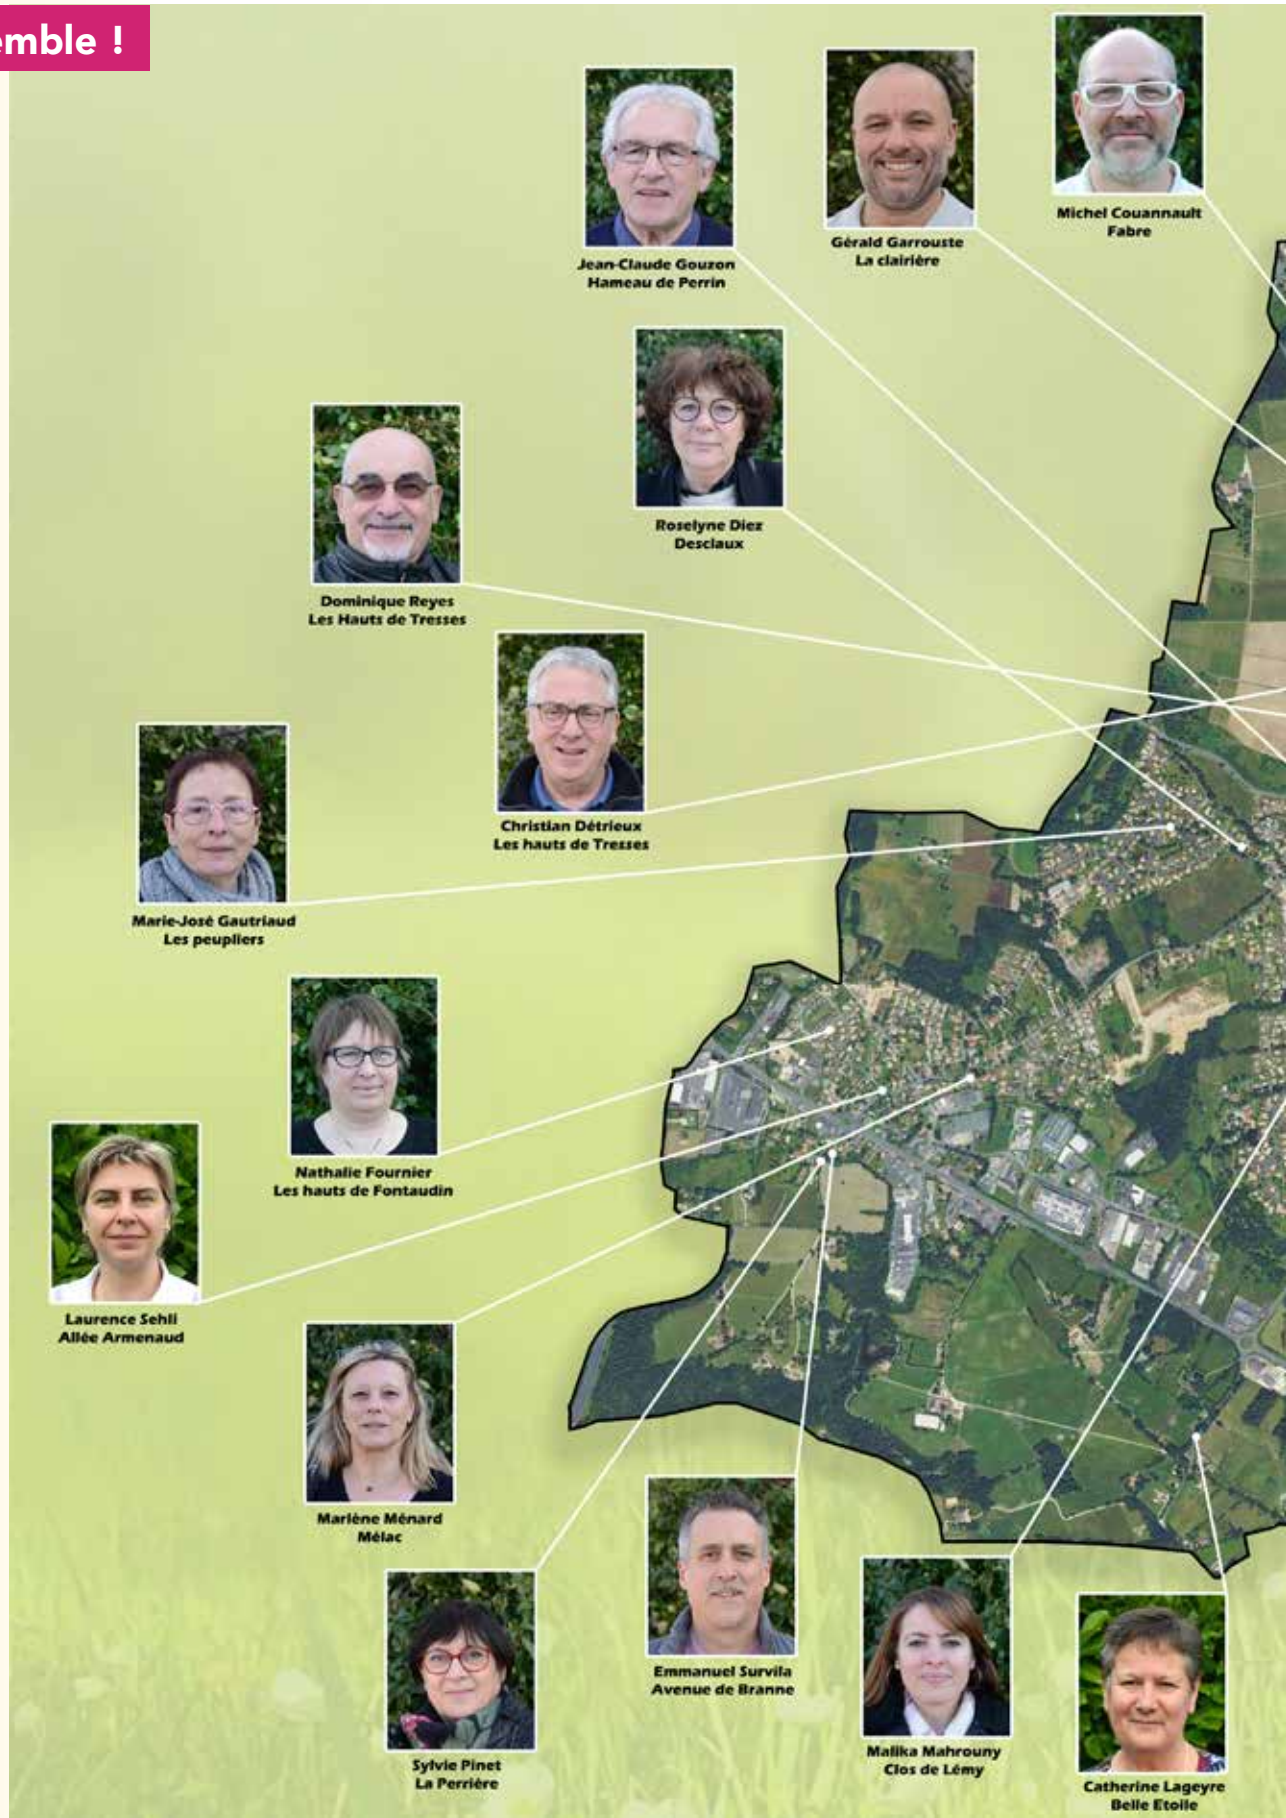 emble !
Michel Couannault
Fabre
Gérald Garrouste
La clairière
Jean-Claude Gouzon
Hameau de Perrin
Roselyne Diez
Desclaux
Dominique Reyes
Les Hauts de Tresses
Christian Détrieux
Les hauts de Tresses
Marie-José Gautriaud
Les peupliers
Nathalie Fournier
Les hauts de Fontaudin
Laurence Sehli
Allée Armenaud
Marlène Ménard
Mélac
Emmanuel Survila
Avenue de Branne
Sylvie Pinet
La Perrière
Malika Mahrouny
Clos de Lémy
Catherine Lageyre
Belle Etoile